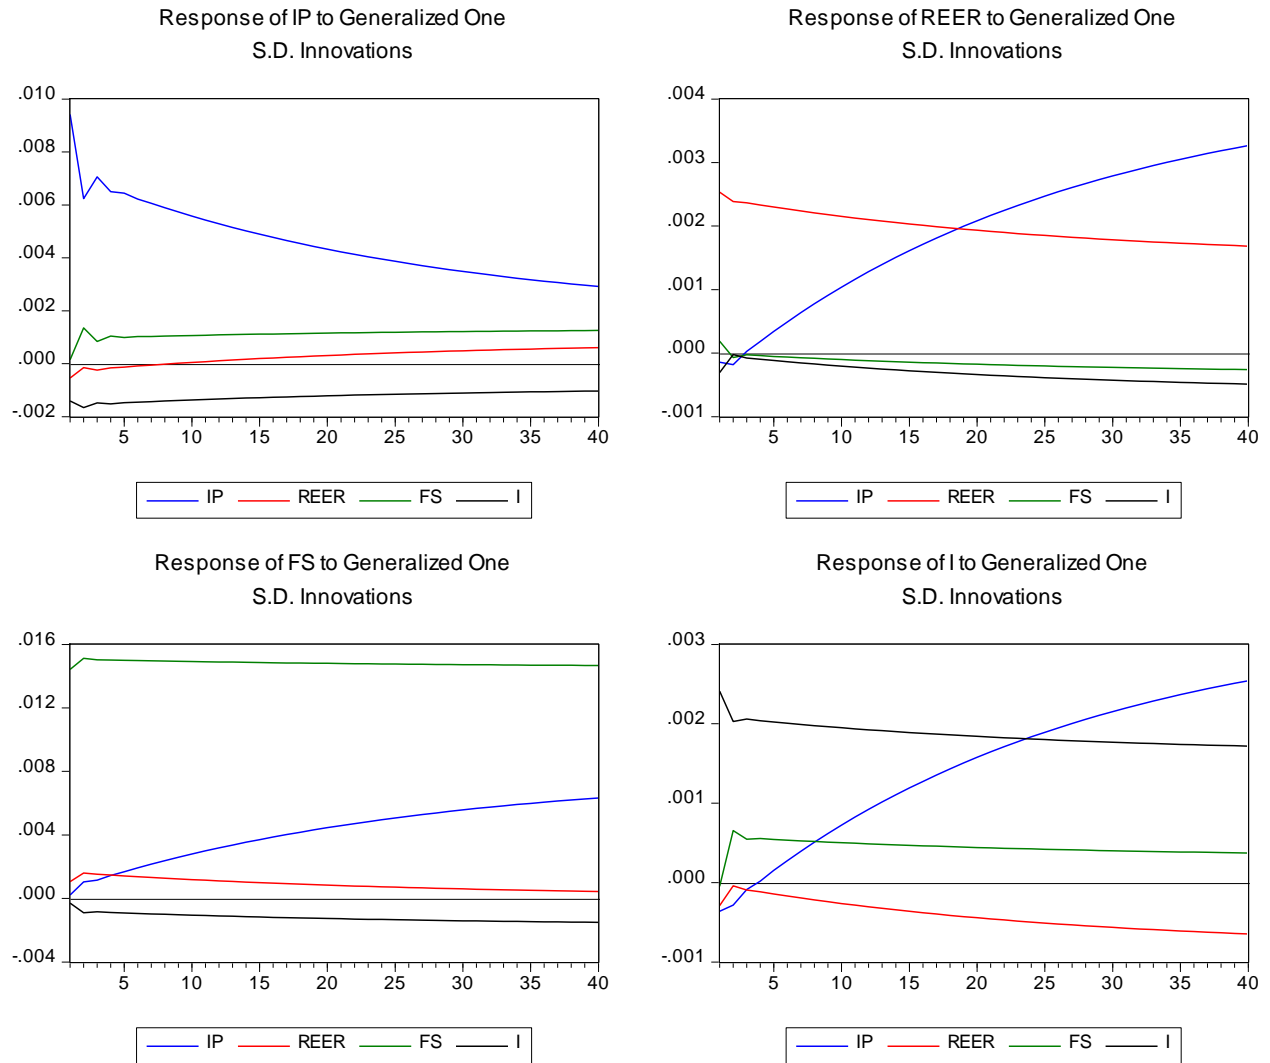 Response of IP to Generalized One
S.D. Innovations
.010
.008
.006
.004
.002
.000
-.002
5 10 15 20 25 30 35 40
IP REER FS I
Response of REER to Generalized One
S.D. Innovations
.004
.003
.002
.001
.000
-.001
5 10 15 20 25 30 35 40
IP REER FS I
Response of FS to Generalized One
S.D. Innovations
.016
.012
.008
.004
.000
-.004
5 10 15 20 25 30 35 40
IP REER FS I
Response of I to Generalized One
S.D. Innovations
.003
.002
.001
.000
-.001
5 10 15 20 25 30 35 40
IP REER FS I